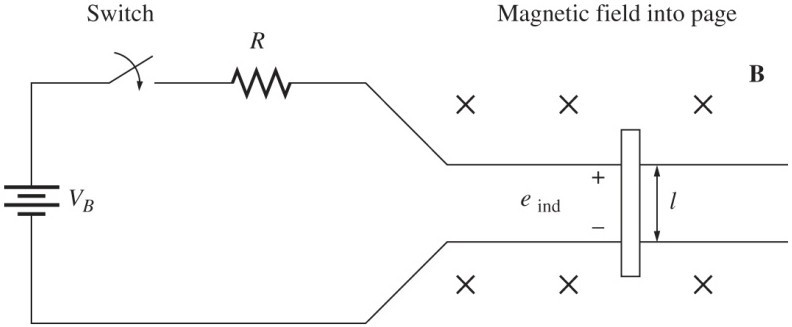 Switch
Magnetic field into page
R
B
V_B
+
e ind
l
−